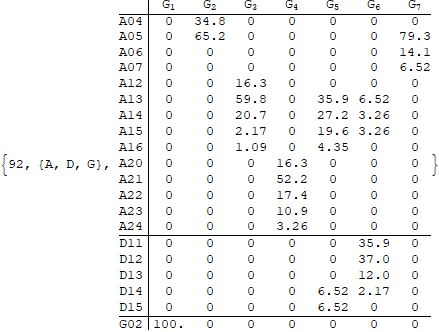 G₁ G₂ G₃ G₄ G₅ G₆ G₇
A04 0 34.8 0 0 0 0 0
A05 0 65.2 0 0 0 0 79.3
A06 0 0 0 0 0 0 14.1
A07 0 0 0 0 0 0 6.52
A12 0 0 16.3 0 0 0 0
A13 0 0 59.8 0 35.9 6.52 0
A14 0 0 20.7 0 27.2 3.26 0
A15 0 0 2.17 0 19.6 3.26 0
A16 0 0 1.09 0 4.35 0 0
{92, {A, D, G}, A20 0 0 0 16.3 0 0 0 }
A21 0 0 0 52.2 0 0 0
A22 0 0 0 17.4 0 0 0
A23 0 0 0 10.9 0 0 0
A24 0 0 0 3.26 0 0 0
D11 0 0 0 0 0 35.9 0
D12 0 0 0 0 0 37.0 0
D13 0 0 0 0 0 12.0 0
D14 0 0 0 0 6.52 2.17 0
D15 0 0 0 0 6.52 0 0
G02 100. 0 0 0 0 0 0